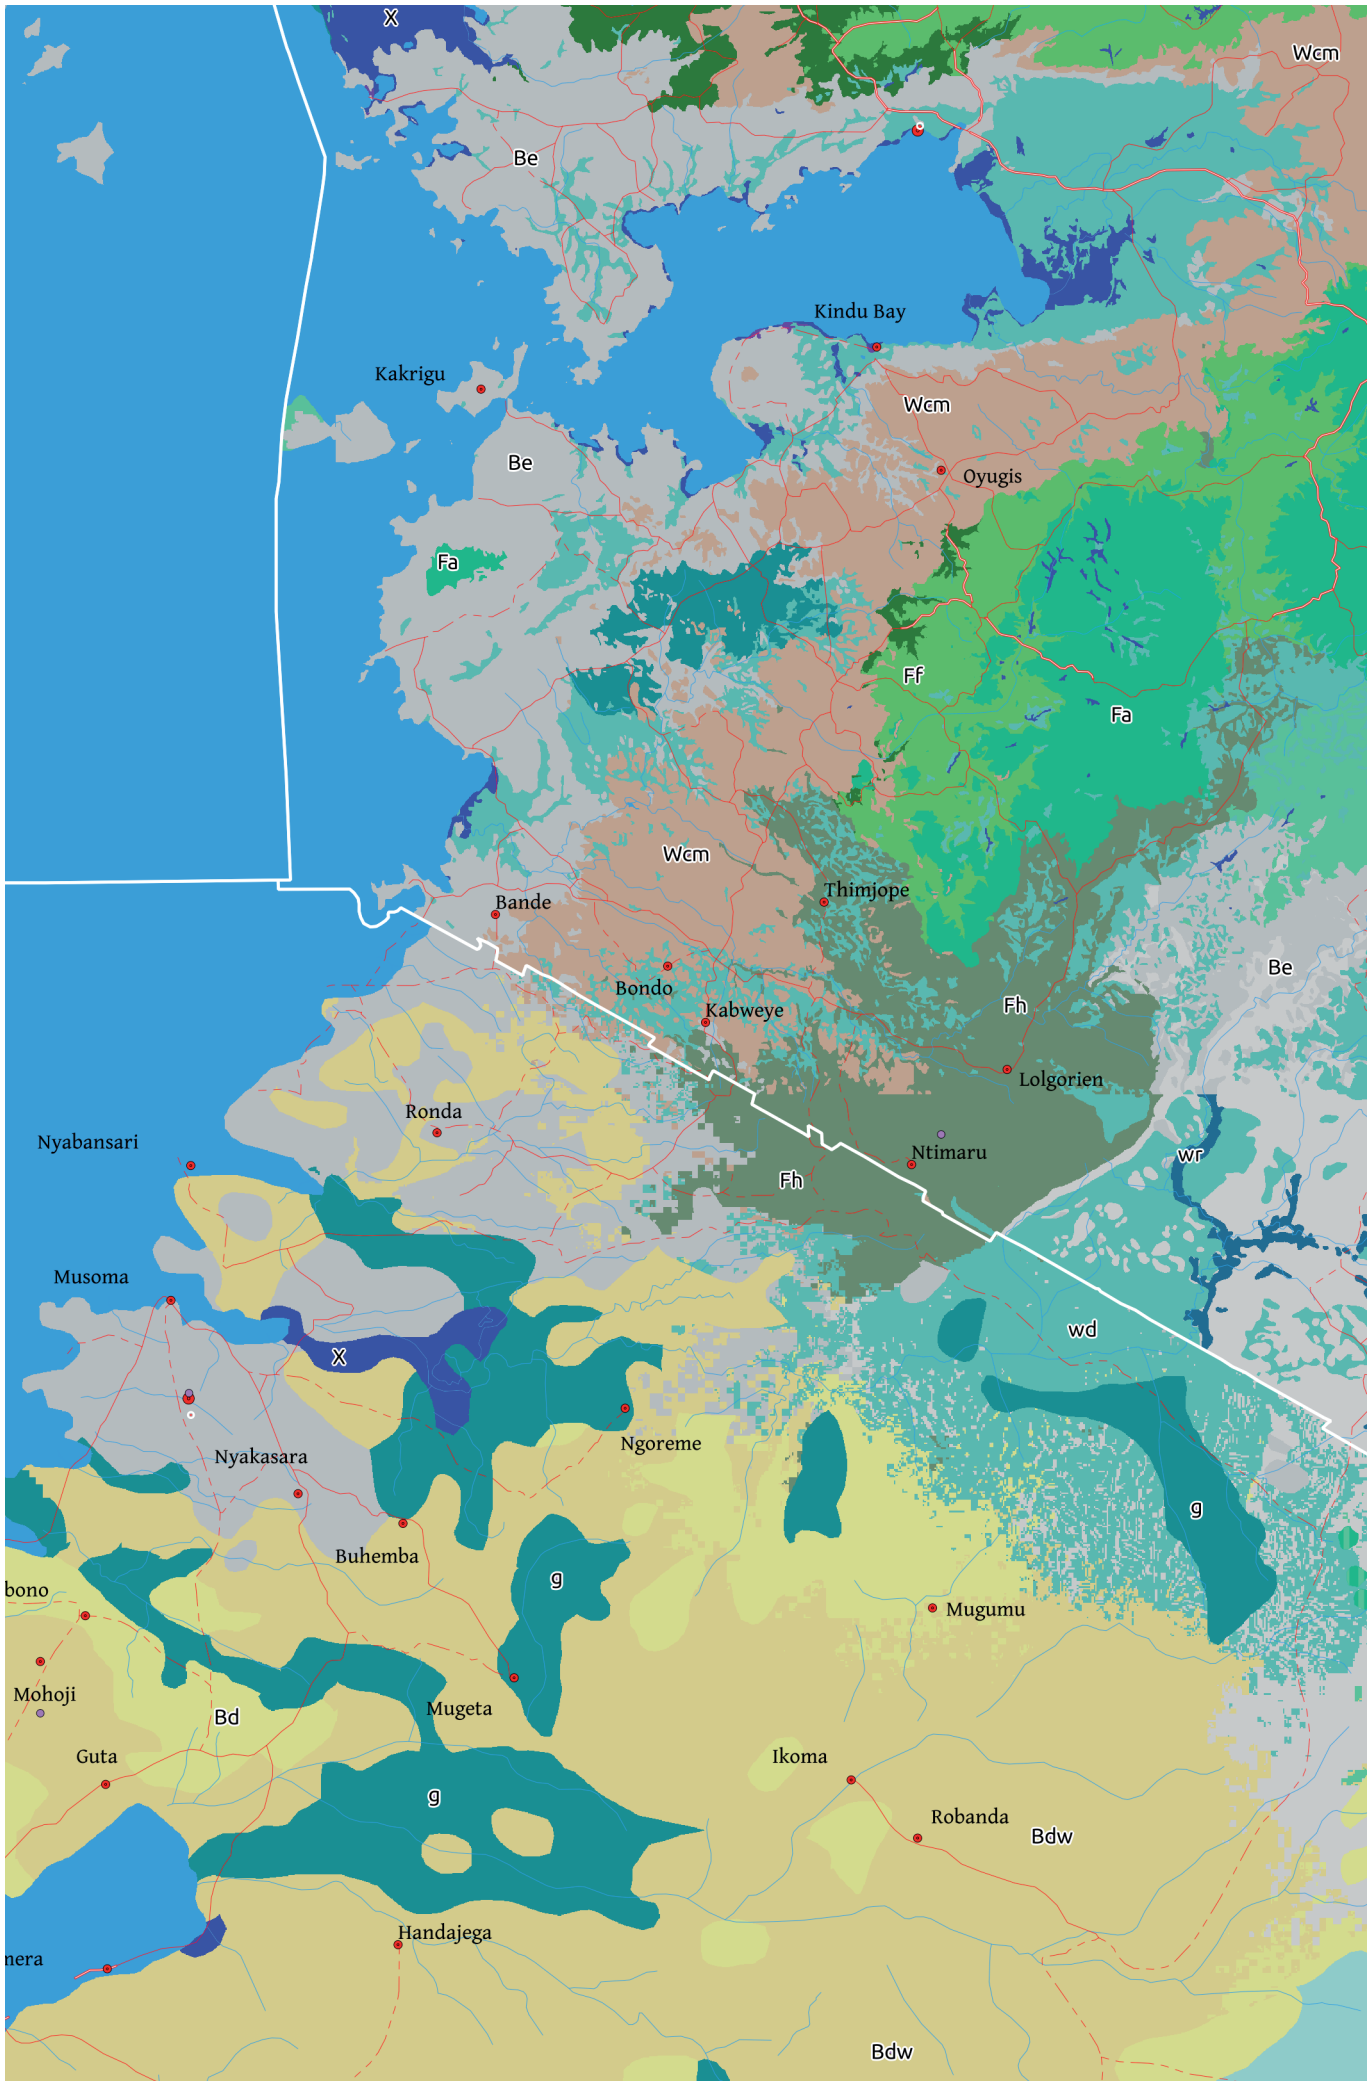 X
Wcm
Be
Kindu Bay
Kakrigu
Wcm
Be
Oyugis
Fa
Ff
Fa
Wcm
Thimjope
Bande
Be
Bondo
Fh
Kabweye
Lolgorien
Ronda
Nyabansari
Ntimaru
wr
Fh
Musoma
wd
X
Ngoreme
Nyakasara
g
Buhemba
g
bono
Mugumu
Mohoji
Mugeta
Bd
Guta
Ikoma
g
Robanda
Bdw
Handajega
nera
Bdw